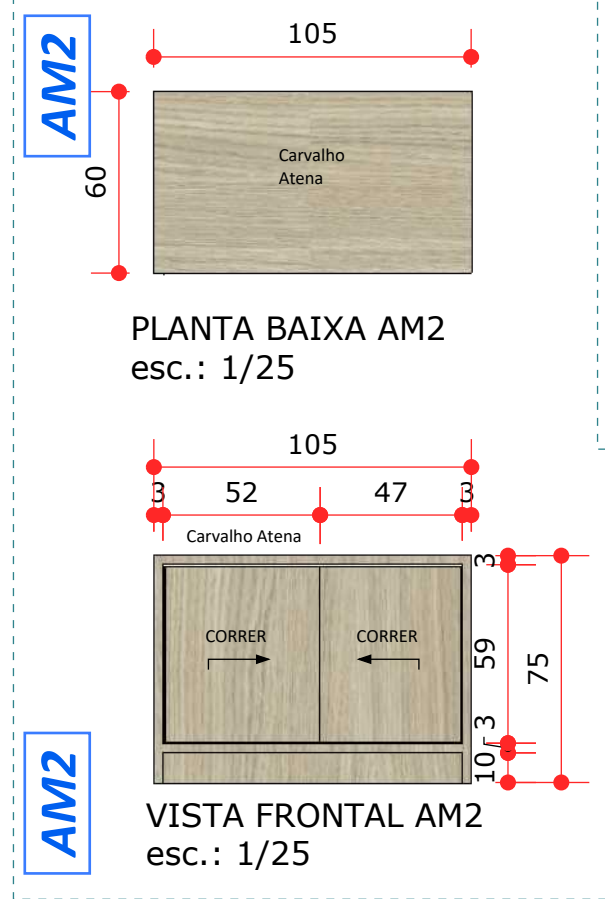 AM2
105
60
Carvalho
Atena
PLANTA BAIXA AM2
esc.: 1/25
105
3 52 47 3
Carvalho Atena
3
CORRER CORRER
59
75
3
10
AM2
VISTA FRONTAL AM2
esc.: 1/25